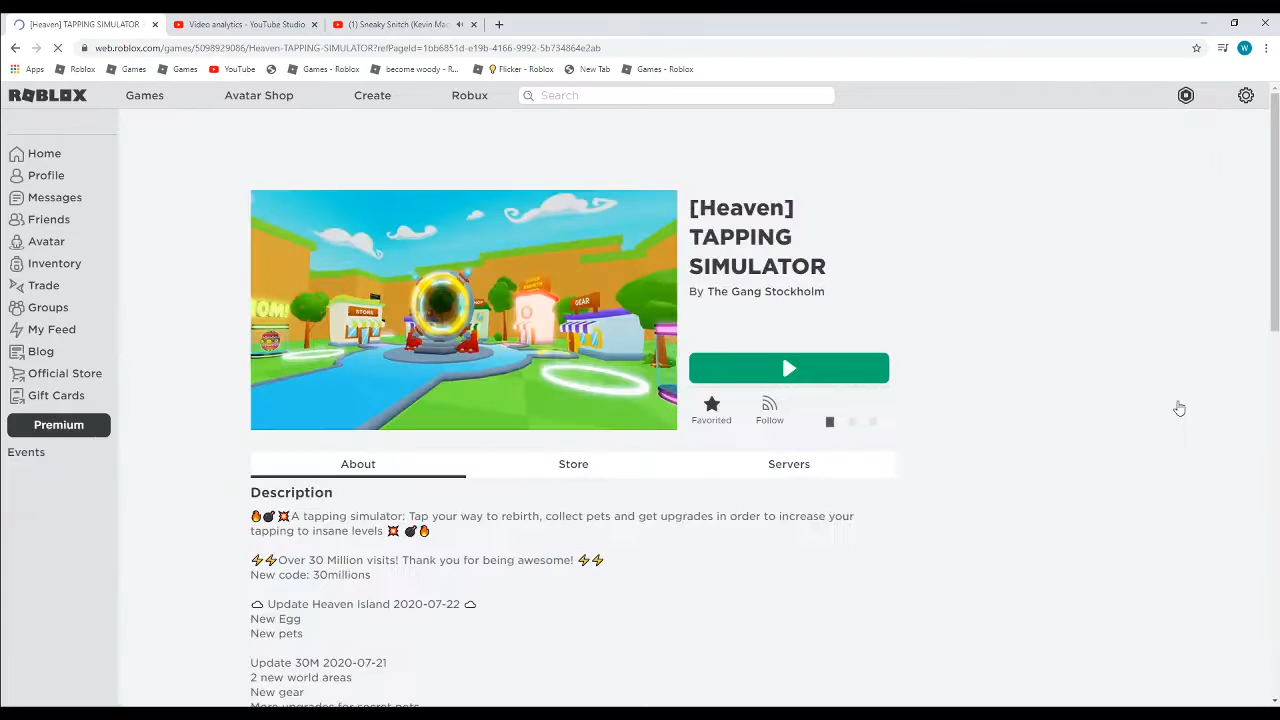 [Heaven] TAPPING SIMULATOR
Video analytics - YouTube Studio
(1) Sneaky Snitch (Kevin Mac
web.roblox.com/games/5098929086/Heaven-TAPPING-SIMULATOR?refPageId=1bb6851d-e19b-4166-9992-5b734864e2ab
W
Apps
Roblox
Games
Games
YouTube
Games - Roblox
become woody - R...
Flicker - Roblox
New Tab
Games - Roblox
ROBLOX
Games
Avatar Shop
Create
Robux
Search
Home
Profile
Messages
Friends
Avatar
Inventory
Trade
Groups
My Feed
Blog
Official Store
Gift Cards
Premium
Events
STORE
GEAR
[Heaven]
TAPPING
SIMULATOR
By The Gang Stockholm
Favorited
Follow
About
Store
Servers
Description
🔥💣💥A tapping simulator: Tap your way to rebirth, collect pets and get upgrades in order to increase your
tapping to insane levels 💥 💣🔥
⚡⚡Over 30 Million visits! Thank you for being awesome! ⚡⚡
New code: 30millions
☁ Update Heaven Island 2020-07-22 ☁
New Egg
New pets
Update 30M 2020-07-21
2 new world areas
New gear
More upgrades for secret pets